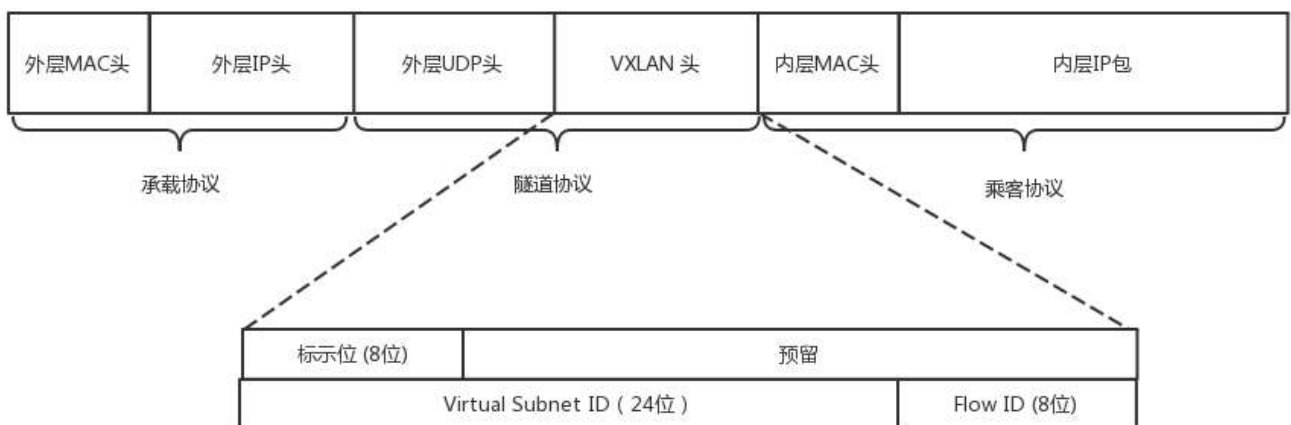 外层MAC头 外层IP头 外层UDP头 VXLAN 头 内层MAC头 内层IP包
承载协议 隧道协议 乘客协议
标示位 (8位) 预留
Virtual Subnet ID ( 24位 ) Flow ID (8位)